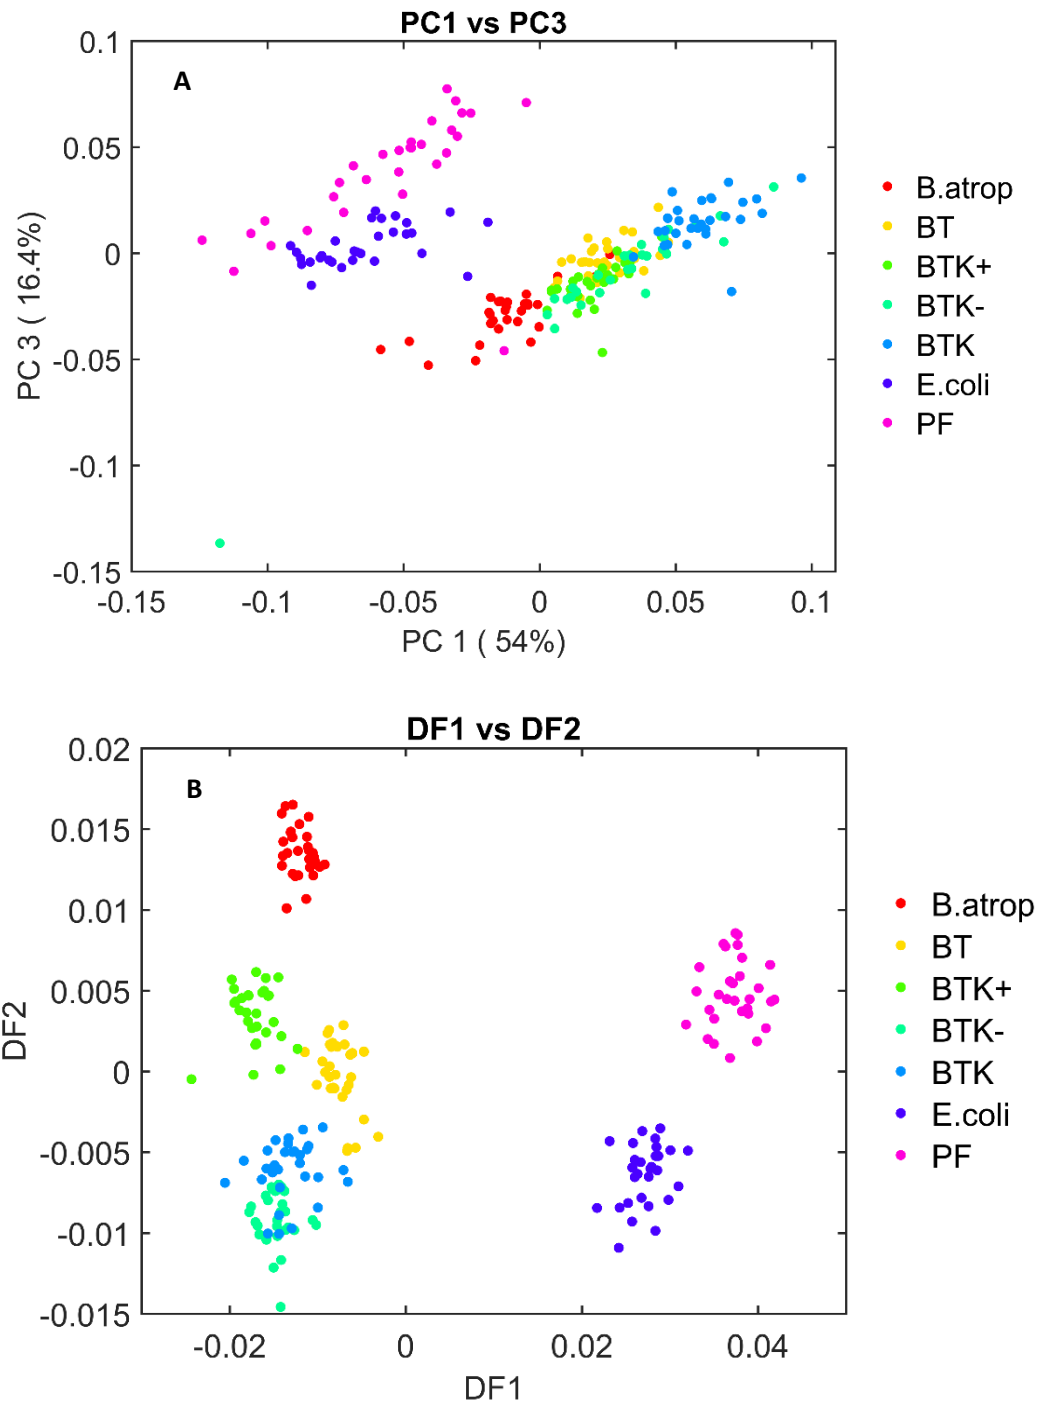 PC1 vs PC3
A
0.1
0.05
0
-0.05
-0.1
-0.15
PC 3 ( 16.4%)
-0.15 -0.1 -0.05 0 0.05 0.1
PC 1 ( 54%)
B.atrop
BT
BTK+
BTK-
BTK
E.coli
PF
DF1 vs DF2
B
0.02
0.015
0.01
0.005
0
-0.005
-0.01
-0.015
DF2
-0.02 0 0.02 0.04
DF1
B.atrop
BT
BTK+
BTK-
BTK
E.coli
PF